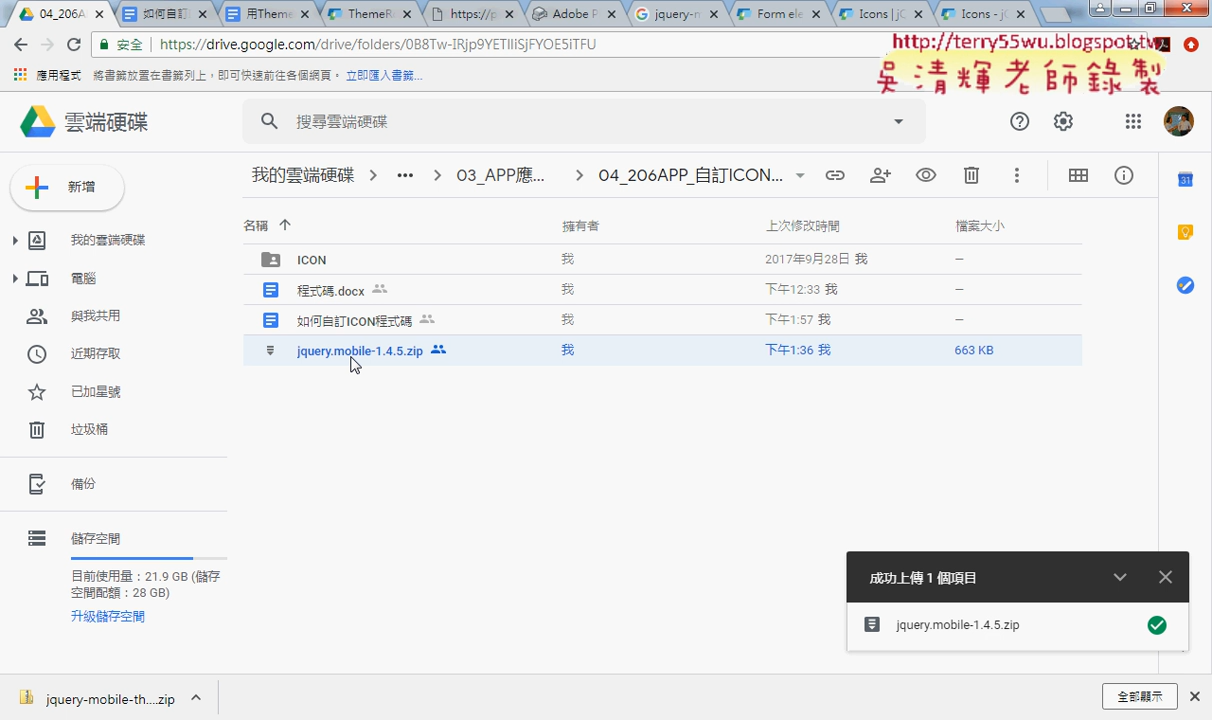 04_206A
如何自訂
用Theme
ThemeR
https://p
Adobe P
jquery-m
Form ele
Icons | jC
Icons - jC
安全
https://drive.google.com/drive/folders/0B8Tw-IRjp9YETlliSjFYOE5iTFU
http://terry55wu.blogspot.tw
應用程式
將書籤放置在書籤列上，即可快速前往各個網頁。
立即匯入書籤...
吳清輝老師錄製
雲端硬碟
搜尋雲端硬碟
新增
我的雲端硬碟
03_APP應...
04_206APP_自訂ICON...
31
名稱
擁有者
上次修改時間
檔案大小
我的雲端硬碟
ICON
我
2017年9月28日 我
—
電腦
程式碼.docx
我
下午12:33 我
—
與我共用
如何自訂ICON程式碼
我
下午1:57 我
—
近期存取
jquery.mobile-1.4.5.zip
我
下午1:36 我
663 KB
已加星號
垃圾桶
備份
儲存空間
目前使用量：21.9 GB (儲存
空間配額：28 GB)
升級儲存空間
成功上傳 1 個項目
jquery.mobile-1.4.5.zip
jquery-mobile-th....zip
全部顯示